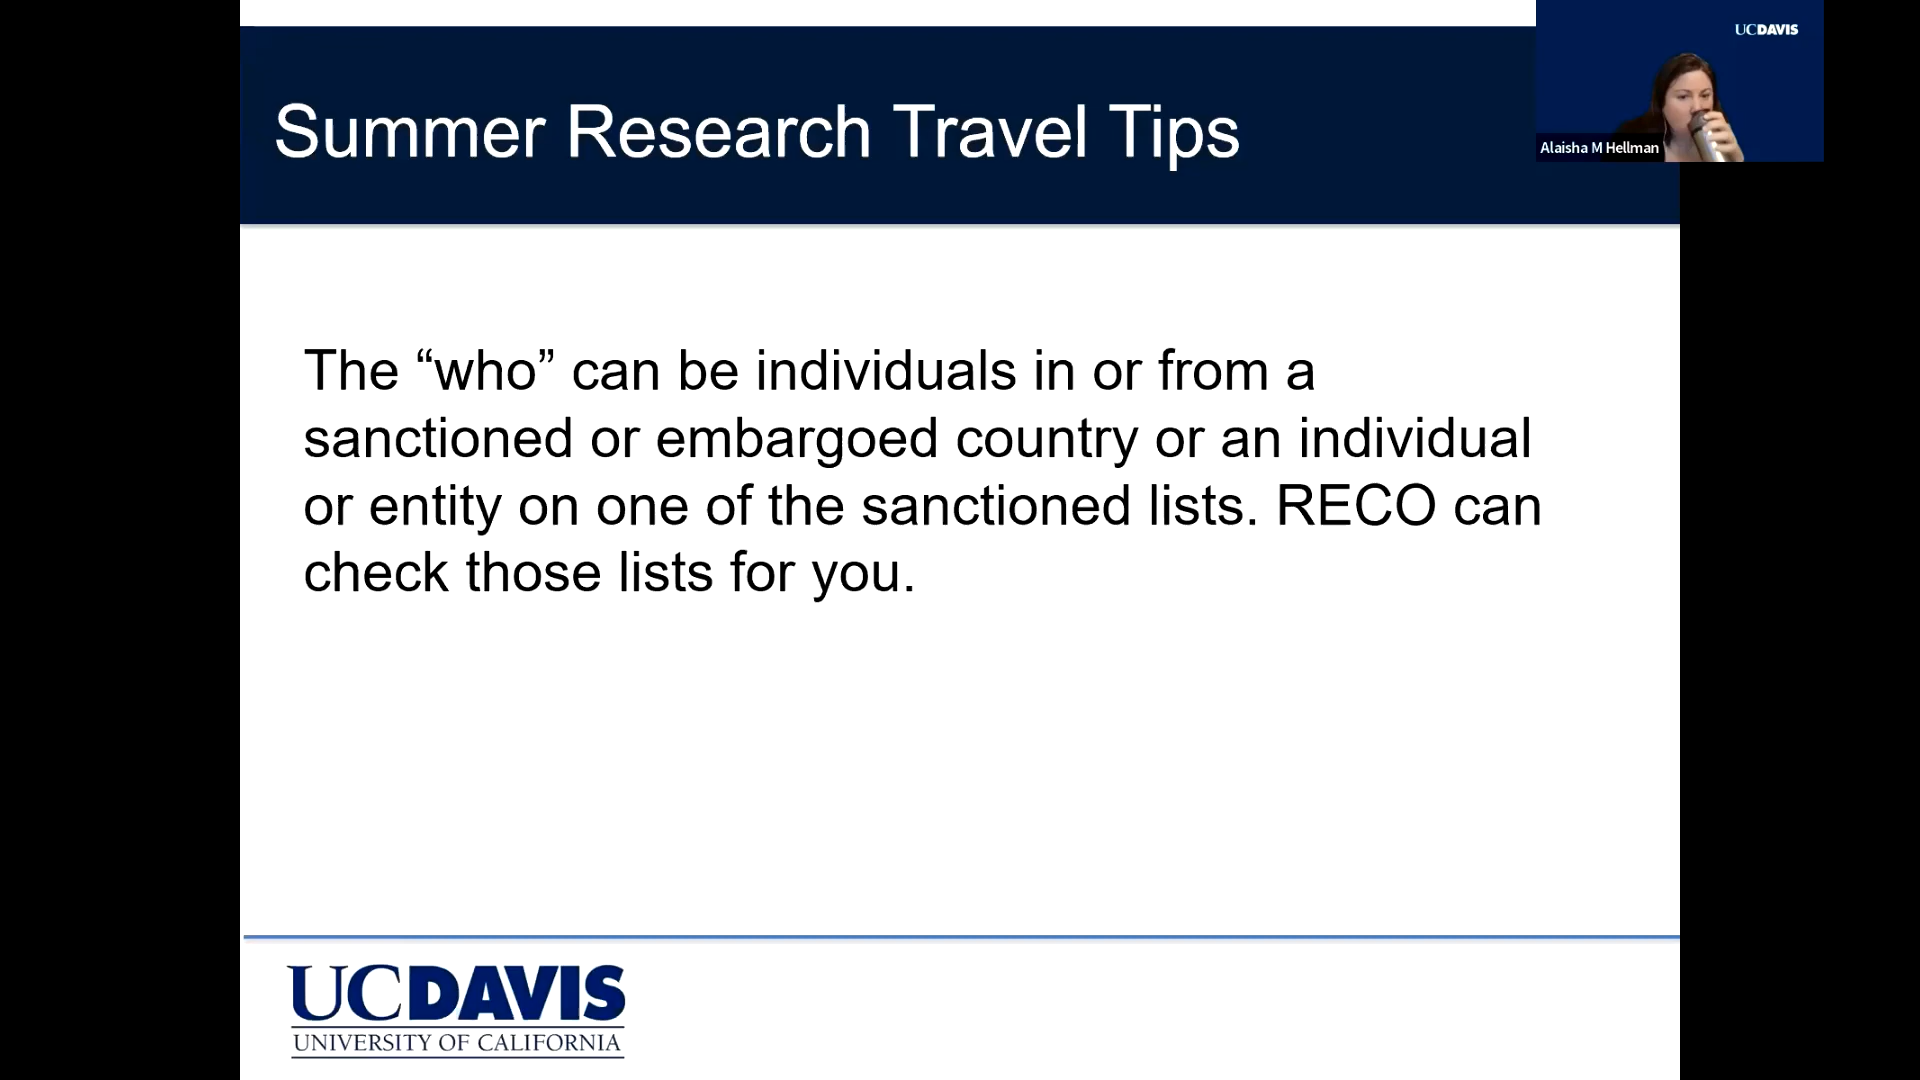 Summer Research Travel Tips
UCDAVIS
Alaisha M Hellman
The “who” can be individuals in or from a
sanctioned or embargoed country or an individual
or entity on one of the sanctioned lists. RECO can
check those lists for you.
UCDAVIS
UNIVERSITY OF CALIFORNIA